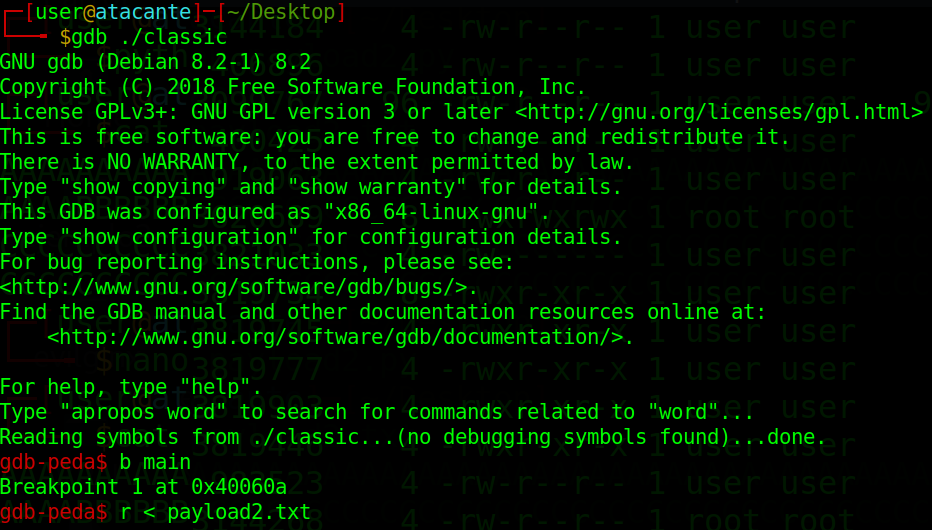 ┌─[user@atacante]─[~/Desktop]
└──╼ $gdb ./classic
GNU gdb (Debian 8.2-1) 8.2
Copyright (C) 2018 Free Software Foundation, Inc.
License GPLv3+: GNU GPL version 3 or later <http://gnu.org/licenses/gpl.html>
This is free software: you are free to change and redistribute it.
There is NO WARRANTY, to the extent permitted by law.
Type "show copying" and "show warranty" for details.
This GDB was configured as "x86_64-linux-gnu".
Type "show configuration" for configuration details.
For bug reporting instructions, please see:
<http://www.gnu.org/software/gdb/bugs/>.
Find the GDB manual and other documentation resources online at:
    <http://www.gnu.org/software/gdb/documentation/>.
For help, type "help".
Type "apropos word" to search for commands related to "word"...
Reading symbols from ./classic...(no debugging symbols found)...done.
gdb-peda$ b main
Breakpoint 1 at 0x40060a
gdb-peda$ r < payload2.txt